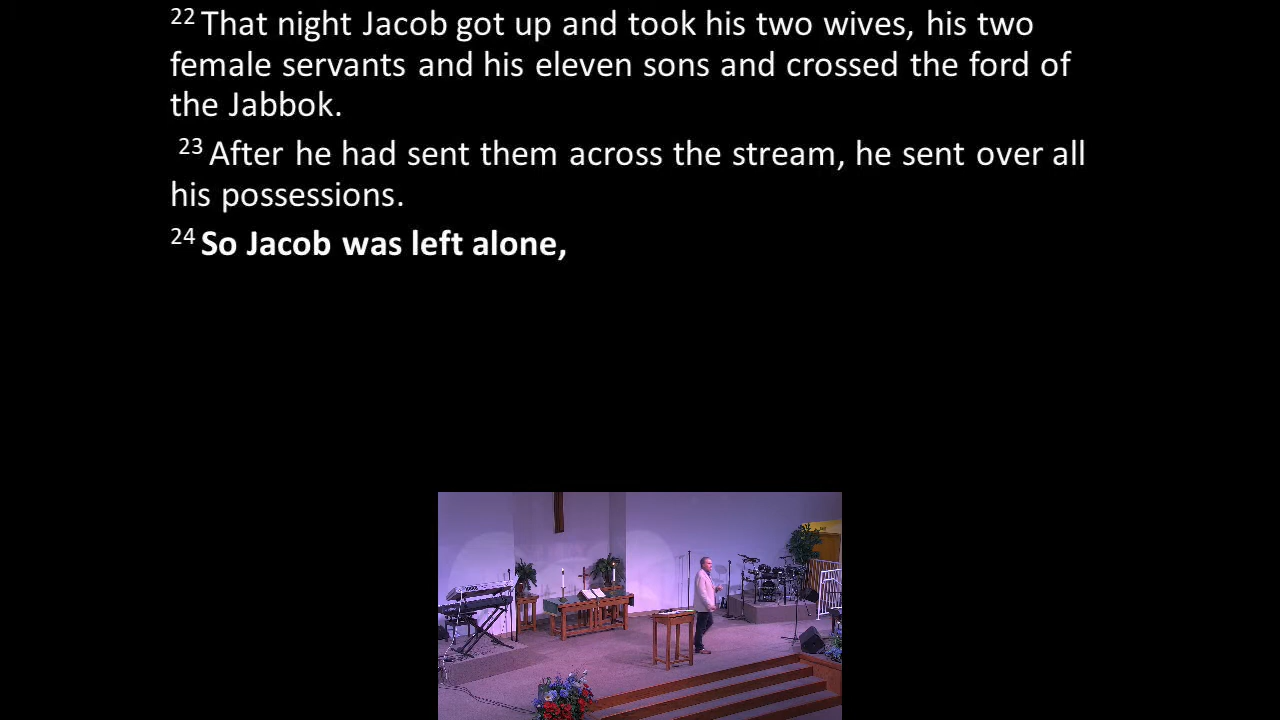 22 That night Jacob got up and took his two wives, his two
female servants and his eleven sons and crossed the ford of
the Jabbok.
23 After he had sent them across the stream, he sent over all
his possessions.
24 So Jacob was left alone,